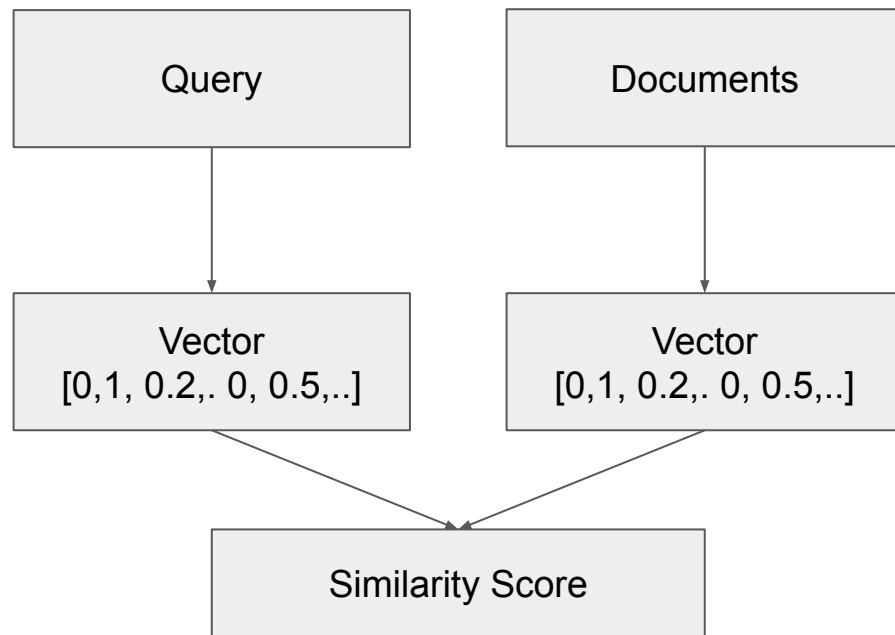 Query
Documents
Vector
[0,1, 0.2,. 0, 0.5,..]
Vector
[0,1, 0.2,. 0, 0.5,..]
Similarity Score